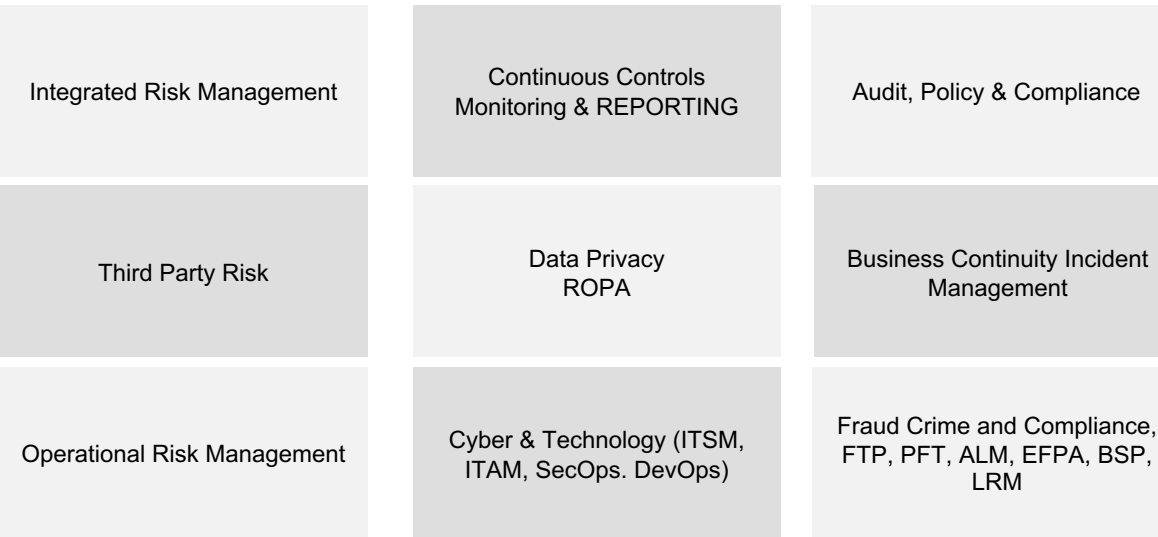 Integrated Risk Management
Continuous Controls
Monitoring & REPORTING
Audit, Policy & Compliance
Third Party Risk
Data Privacy
ROPA
Business Continuity Incident
Management
Operational Risk Management
Cyber & Technology (ITSM,
ITAM, SecOps. DevOps)
Fraud Crime and Compliance,
FTP, PFT, ALM, EFPA, BSP,
LRM